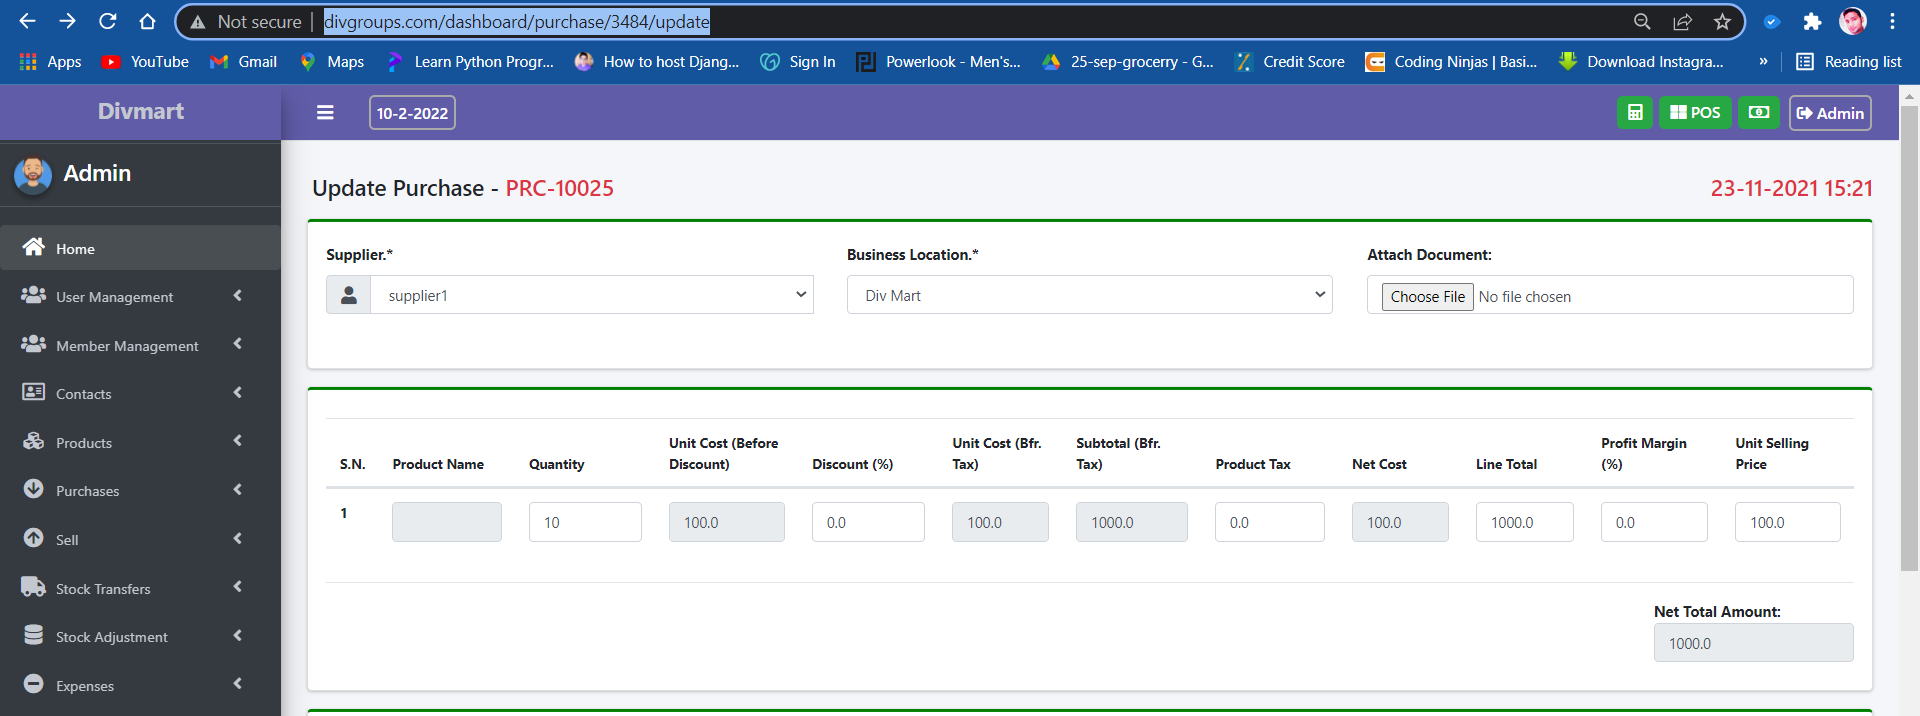 Not secure | divgroups.com/dashboard/purchase/3484/update
Apps YouTube Gmail Maps Learn Python Progr... How to host Djang... Sign In Powerlook - Men's... 25-sep-grocerry - G... Credit Score Coding Ninjas | Basi... Download Instagra... » Reading list
Divmart 10-2-2022 POS Admin
Admin
Update Purchase - PRC-10025 23-11-2021 15:21
Home
User Management
Member Management
Contacts
Products
Purchases
Sell
Stock Transfers
Stock Adjustment
Expenses
Supplier.* Business Location.* Attach Document:
supplier1 Div Mart Choose File No file chosen
S.N. Product Name Quantity Unit Cost (Before Discount) Discount (%) Unit Cost (Bfr. Tax) Subtotal (Bfr. Tax) Product Tax Net Cost Line Total Profit Margin (%) Unit Selling Price
1 10 100.0 0.0 100.0 1000.0 0.0 100.0 1000.0 0.0 100.0
Net Total Amount:
1000.0